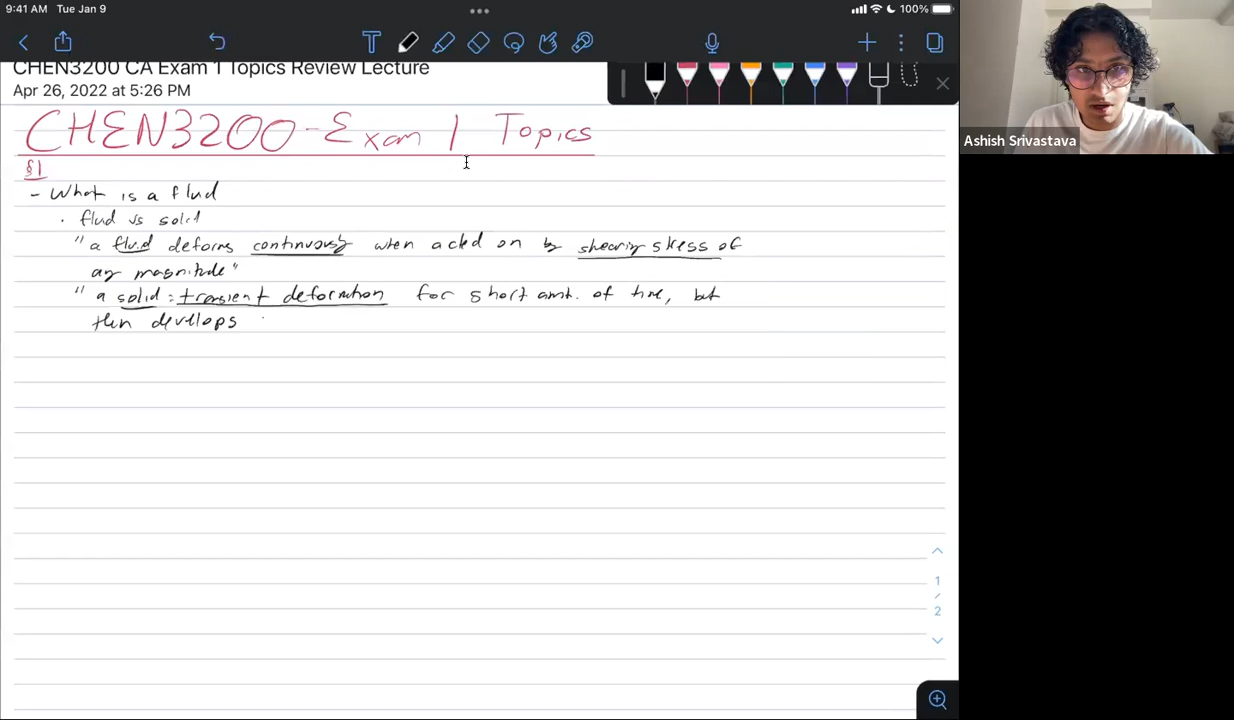 9:41 AM Tue Jan 9
100%
CHEN3200 CA Exam 1 Topics Review Lecture
Apr 26, 2022 at 5:26 PM
CHEN3200 - Exam 1 Topics
§1
- What is a fluid
· fluid vs solid
"a fluid deforms continuously when acted on by shearing stress of
any magnitude"
"a solid: transient deformation for short amt. of time, but
then develops
1
/
2
Ashish Srivastava